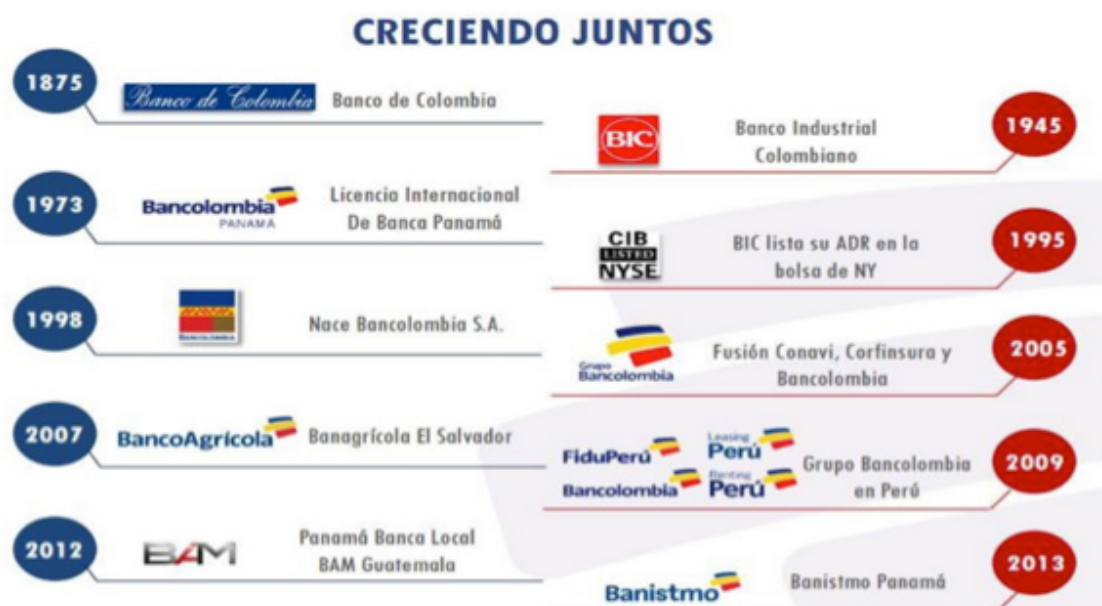 CRECIENDO JUNTOS
1875
Banco de Colombia
Banco de Colombia
BIC
Banco Industrial
Colombiano
1945
1973
Bancolombia
PANAMA
Licencia Internacional
De Banca Panamá
CIB
LISTED
NYSE
BIC lista su ADR en la
bolsa de NY
1995
1998
BANCOLOMBIA
Nace Bancolombia S.A.
Grupo
Bancolombia
Fusión Conavi, Corfinsura y
Bancolombia
2005
2007
BancoAgrícola
Banagrícola El Salvador
FiduPerú
Leasing
Perú
Bancolombia
Renting
Perú
Grupo Bancolombia
en Perú
2009
2012
BAM
Panamá Banca Local
BAM Guatemala
Banistmo
Banistmo Panamá
2013